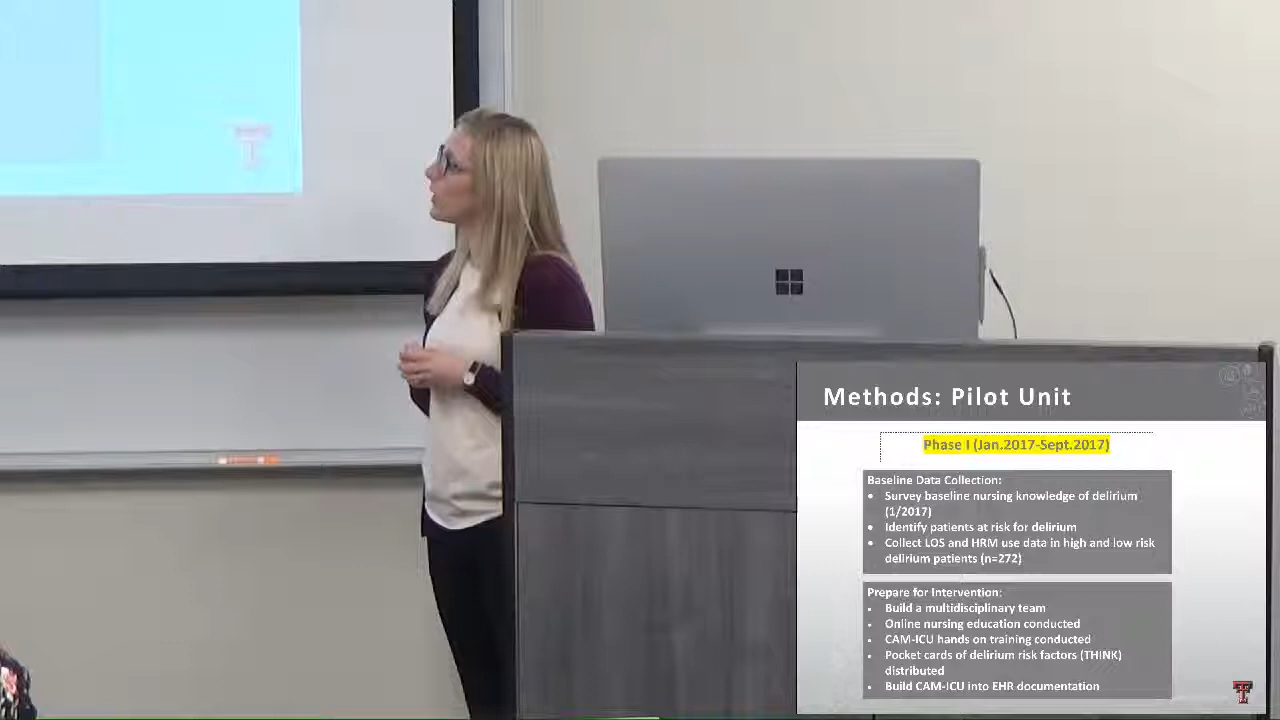 Methods: Pilot Unit
Phase I (Jan.2017-Sept.2017)
Baseline Data Collection:
• Survey baseline nursing knowledge of delirium
(1/2017)
• Identify patients at risk for delirium
• Collect LOS and HRM use data in high and low risk
delirium patients (n=272)
Prepare for Intervention:
• Build a multidisciplinary team
• Online nursing education conducted
• CAM-ICU hands on training conducted
• Pocket cards of delirium risk factors (THINK)
distributed
• Build CAM-ICU into EHR documentation